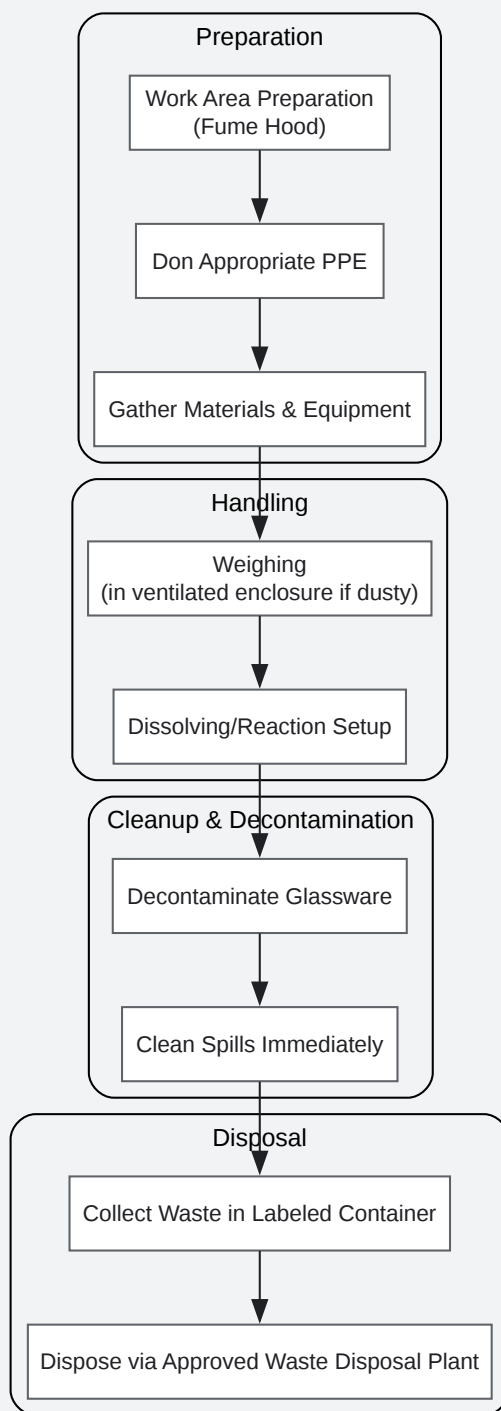 Preparation
Work Area Preparation
(Fume Hood)
Don Appropriate PPE
Gather Materials & Equipment
Handling
Weighing
(in ventilated enclosure if dusty)
Dissolving/Reaction Setup
Cleanup & Decontamination
Decontaminate Glassware
Clean Spills Immediately
Disposal
Collect Waste in Labeled Container
Dispose via Approved Waste Disposal Plant